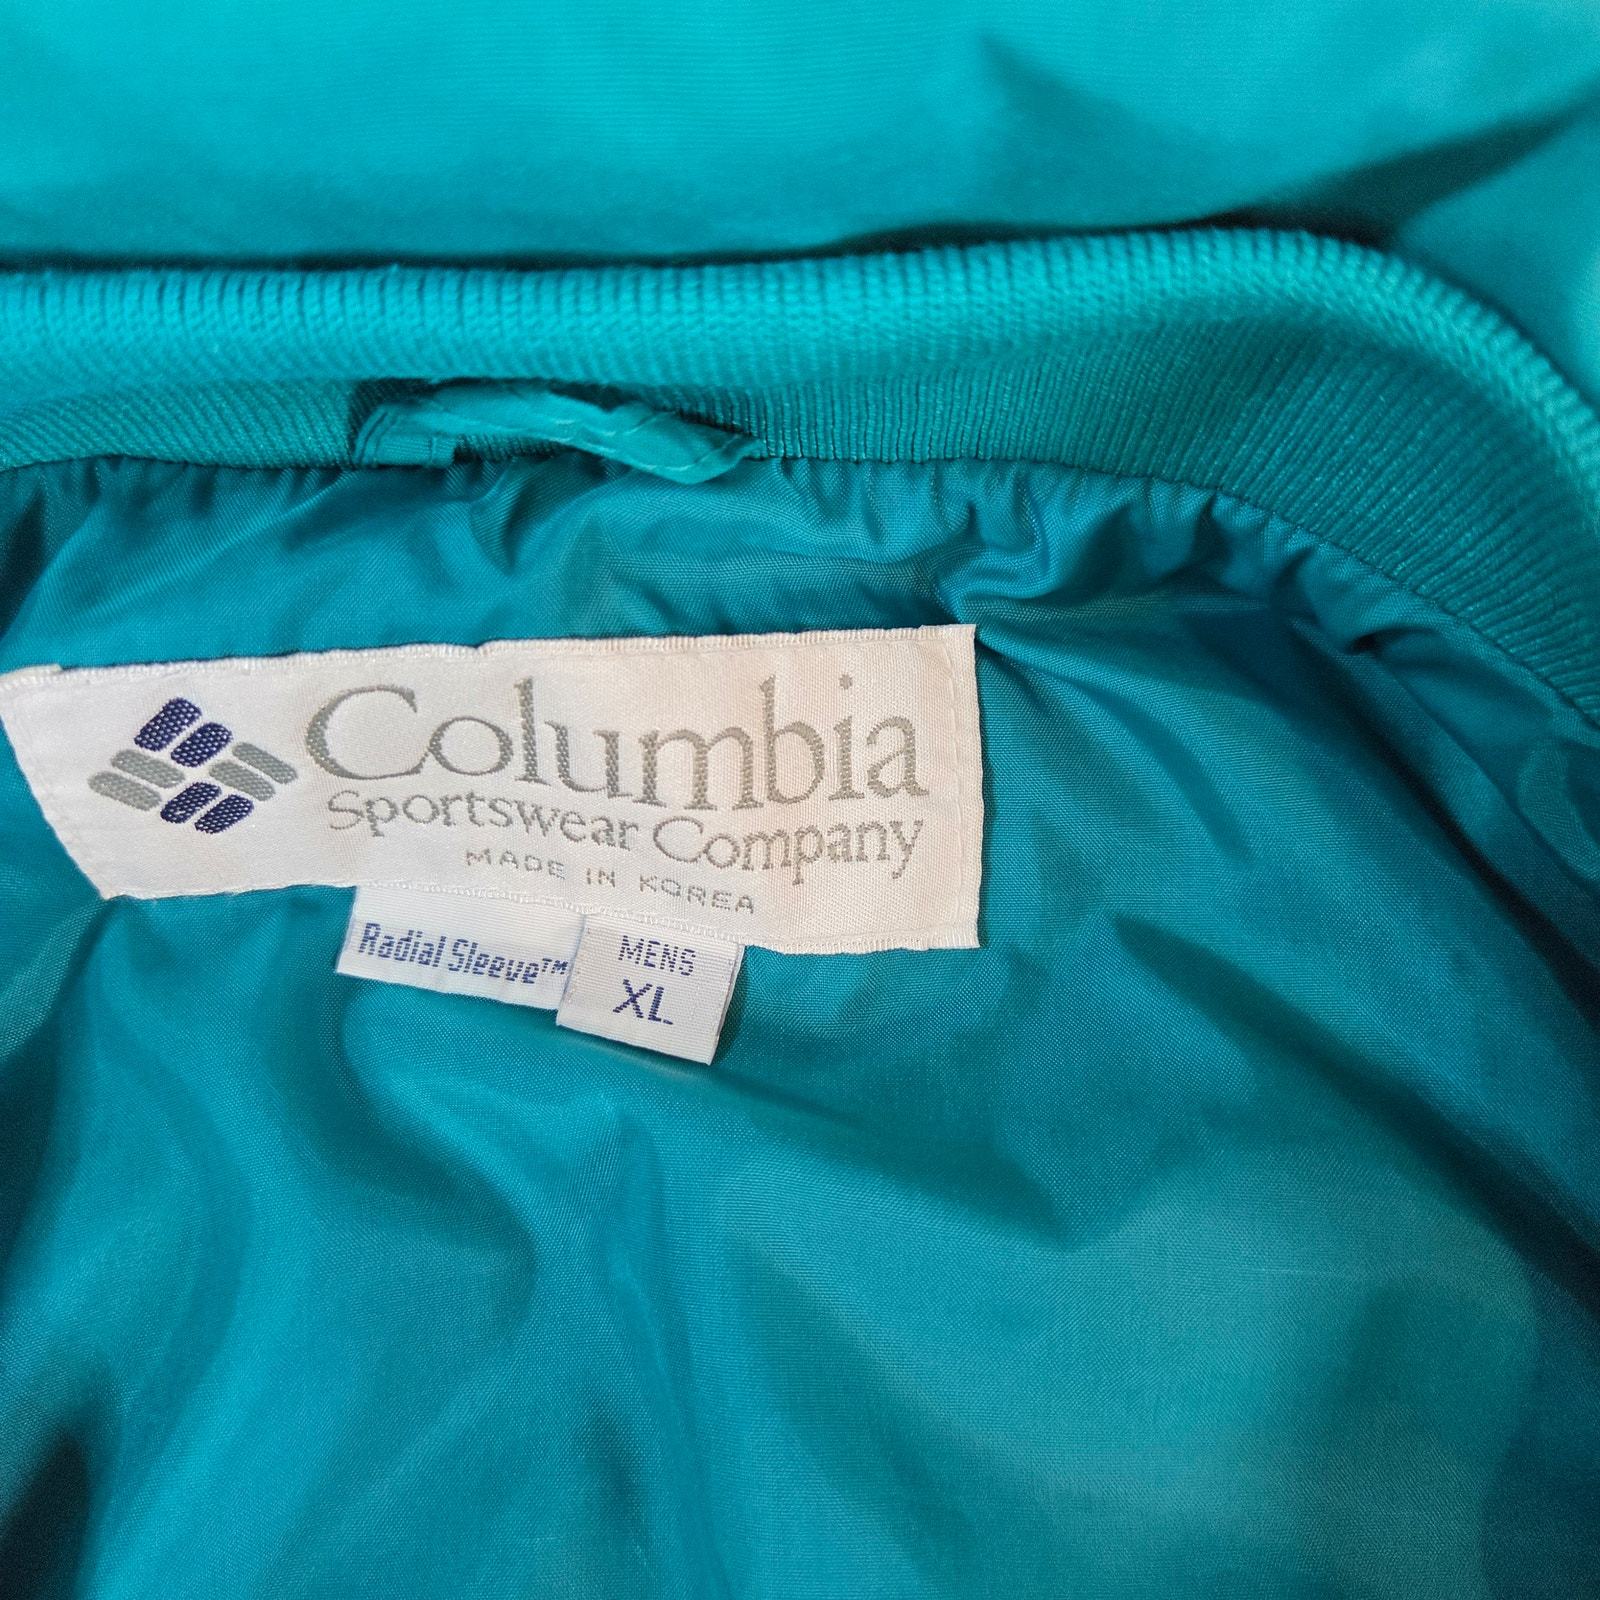 Columbia
Sportswear Company
MADE IN KOREA
Radial Sleeve™
MENS
XL